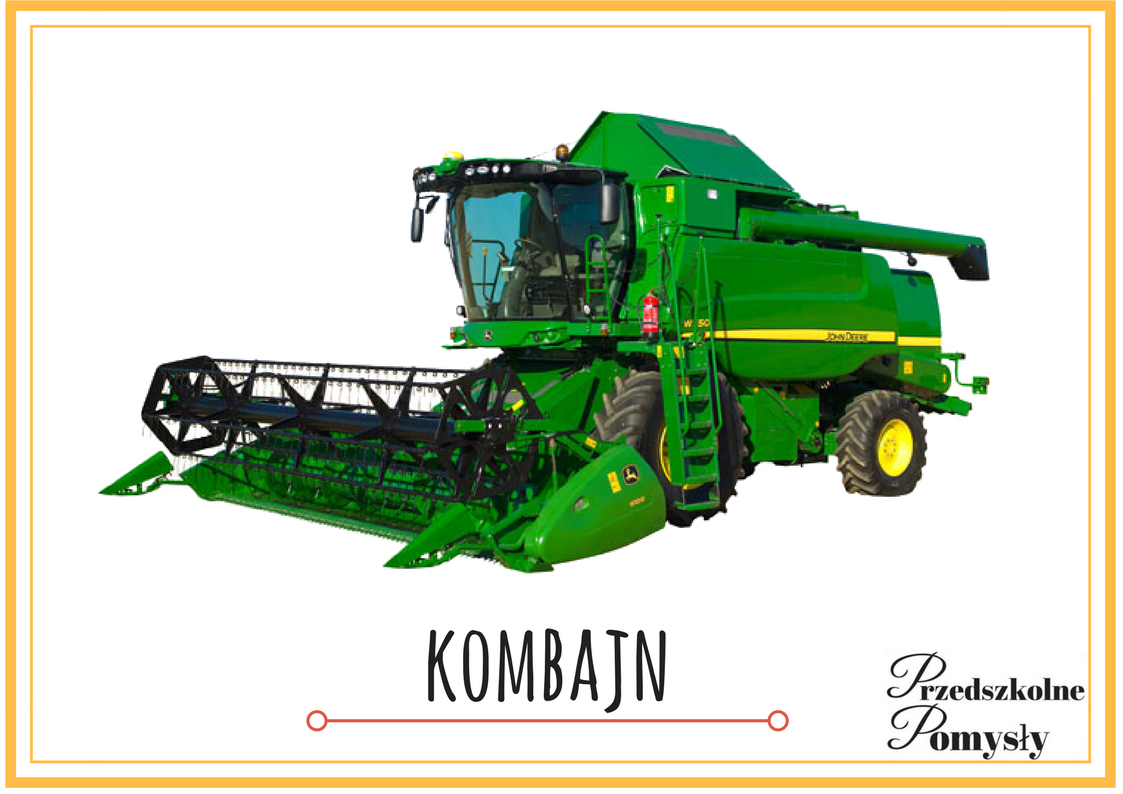 JOHN DEERE
KOMBAJN
Przedszkolne
Pomysły